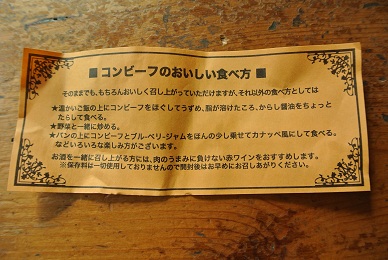 ■ コンビーフのおいしい食べ方 ■
そのままでも、もちろんおいしく召し上がっていただけますが、それ以外の食べ方としては
★温かいご飯の上にコンビーフをほぐしてうずめ、脂が溶けたころ、からし醤油をちょっと
たらして食べる。
★野菜と一緒に炒める。
★パンの上にコンビーフとブルーベリージャムをほんの少し乗せてカナッペ風にして食べる。
などいろいろな楽しみ方がございます。
お酒を一緒に召し上がる方には、肉のうまみに負けない赤ワインをおすすめします。
※保存料は一切使用しておりませんので開封後はお早めにお召しあがりください。